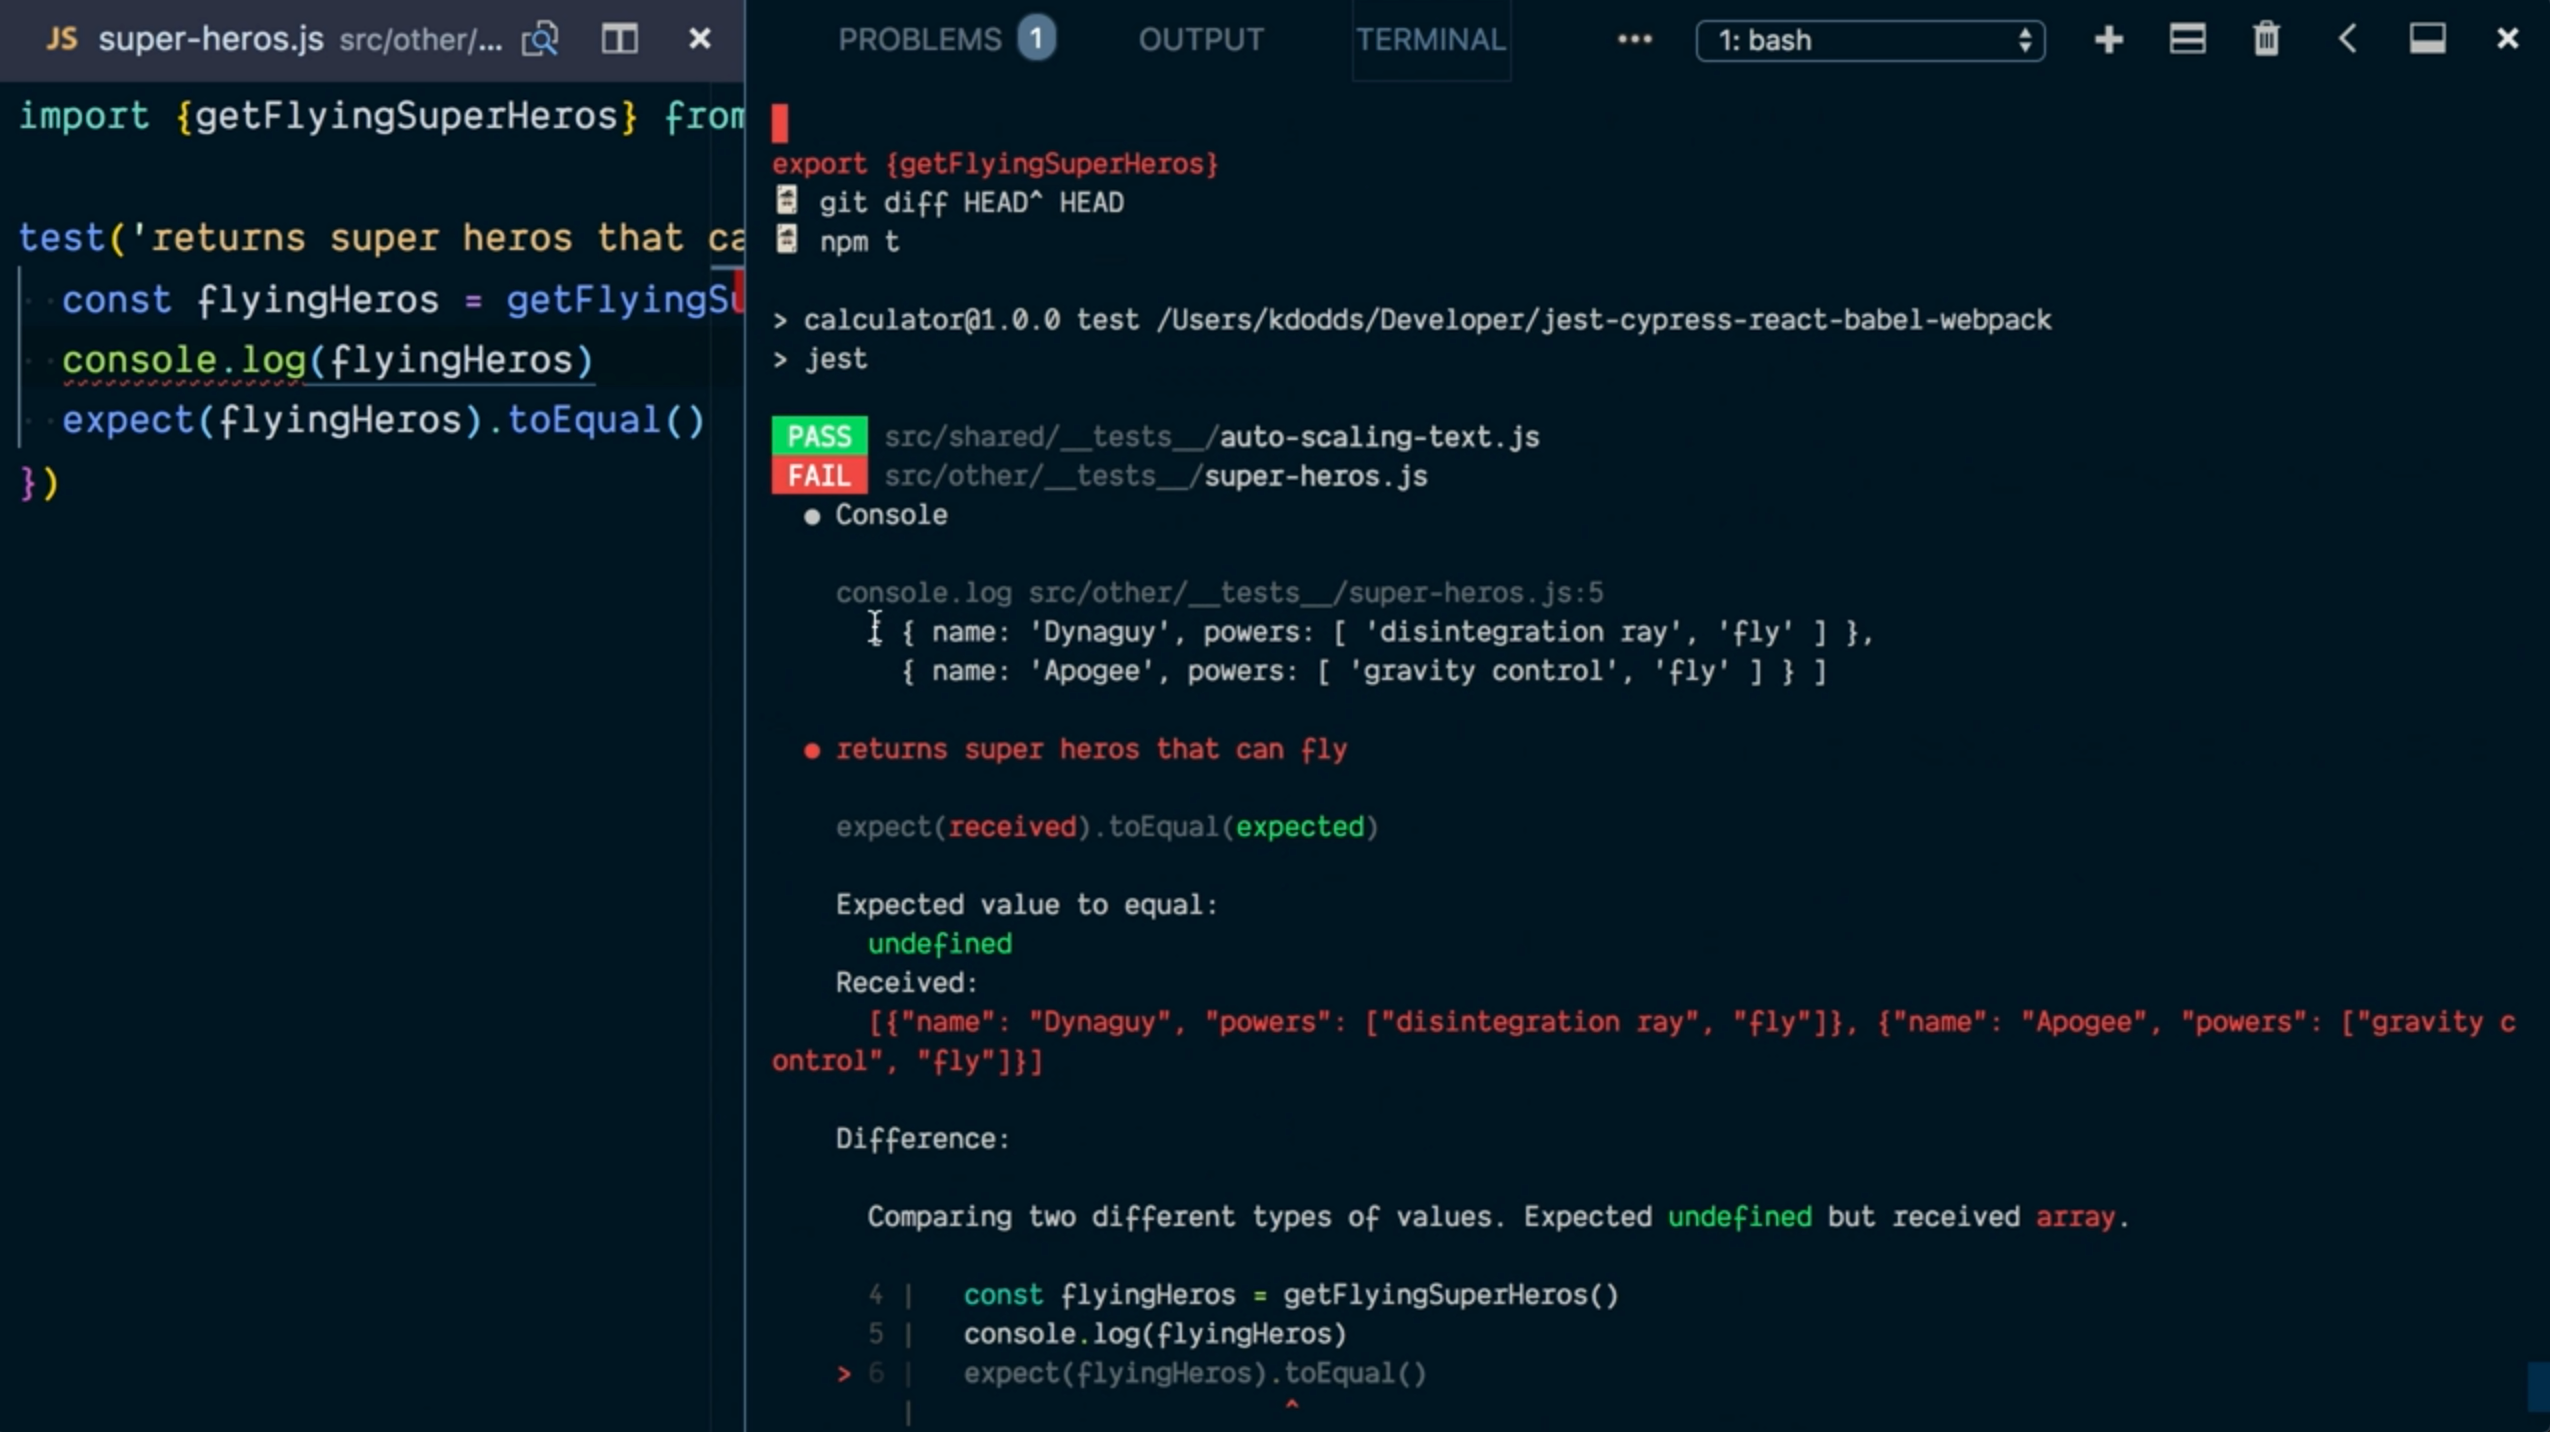 JS super-heros.js src/other/...
import {getFlyingSuperHeros} from
test('returns super heros that ca
const flyingHeros = getFlyingSu
console.log(flyingHeros)
expect(flyingHeros).toEqual()
})
PROBLEMS 1 OUTPUT TERMINAL ••• 1: bash
export {getFlyingSuperHeros}
git diff HEAD^ HEAD
npm t
> calculator@1.0.0 test /Users/kdodds/Developer/jest-cypress-react-babel-webpack
> jest
PASS src/shared/__tests__/auto-scaling-text.js
FAIL src/other/__tests__/super-heros.js
● Console
console.log src/other/__tests__/super-heros.js:5
{ name: 'Dynaguy', powers: [ 'disintegration ray', 'fly' ] },
{ name: 'Apogee', powers: [ 'gravity control', 'fly' ] } ]
● returns super heros that can fly
expect(received).toEqual(expected)
Expected value to equal:
undefined
Received:
[{"name": "Dynaguy", "powers": ["disintegration ray", "fly"]}, {"name": "Apogee", "powers": ["gravity c
ontrol", "fly"]}]
Difference:
Comparing two different types of values. Expected undefined but received array.
4 | const flyingHeros = getFlyingSuperHeros()
5 | console.log(flyingHeros)
> 6 | expect(flyingHeros).toEqual()
| ^